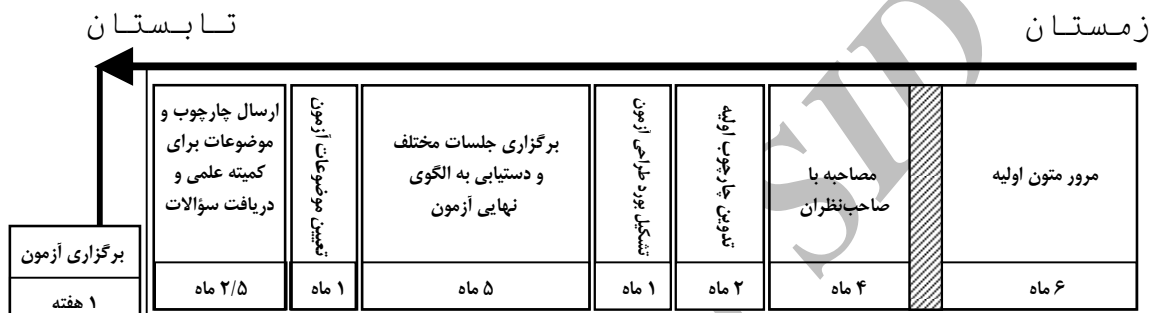 زمستان
تابستان
مرور متون اولیه
۶ ماه
مصاحبه با
صاحب‌نظران
۴ ماه
تدوین چارچوب اولیه
۲ ماه
تشکیل بورد طراحی آزمون
۱ ماه
برگزاری جلسات مختلف
و دستیابی به الگوی
نهایی آزمون
۵ ماه
تعیین موضوعات آزمون
۱ ماه
ارسال چارچوب و
موضوعات برای
کمیته علمی و
دریافت سؤالات
۲/۵ ماه
برگزاری آزمون
۱ هفته
SID